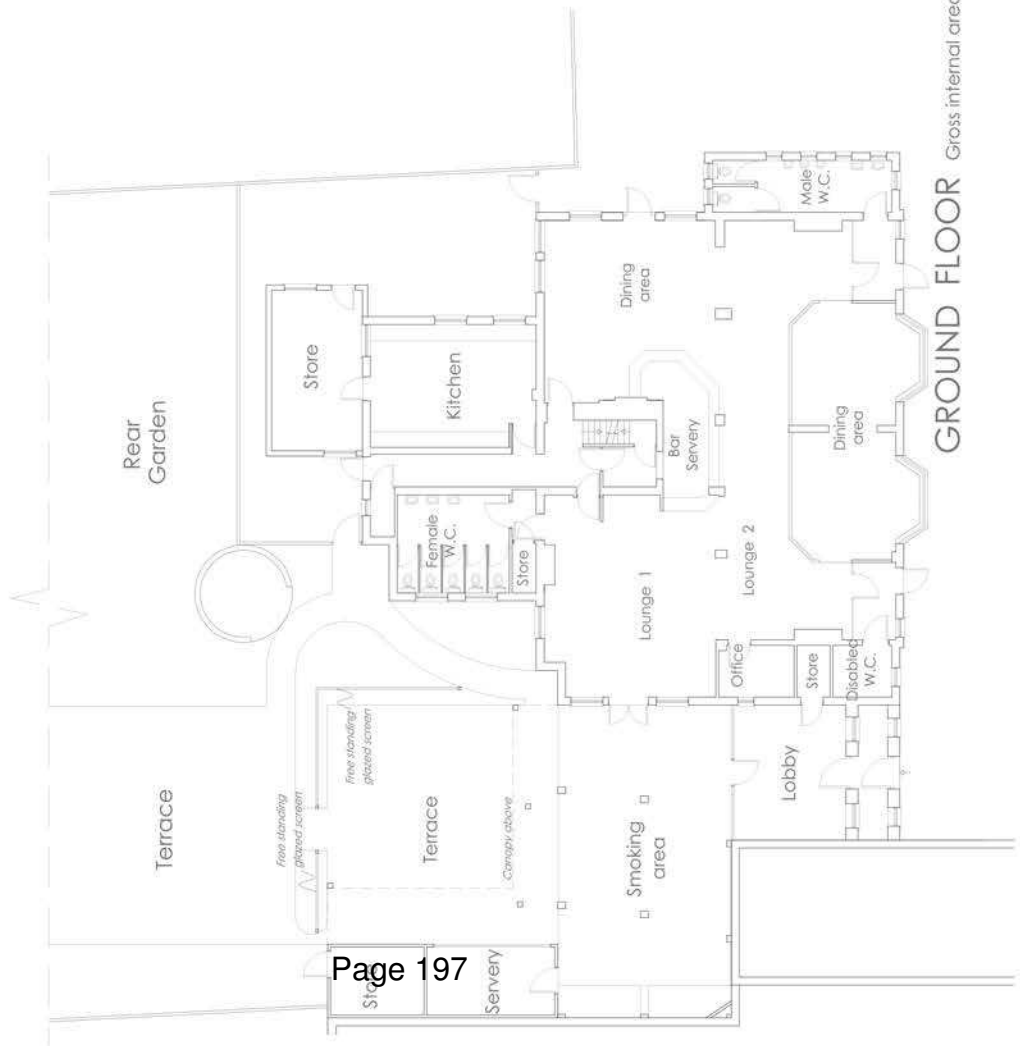 Rear
Garden
Store
Kitchen
Dining
area
Male
W.C.
Female
W.C.
Store
Bar
Servery
Dining
area
Lounge 1
Lounge 2
Office
Store
Disabled
W.C.
Terrace
Free standing
glazed screen
Free standing
glazed screen
Terrace
Canopy above
Smoking
area
Lobby
Store
Servery
Page 197
GROUND FLOOR Gross internal area